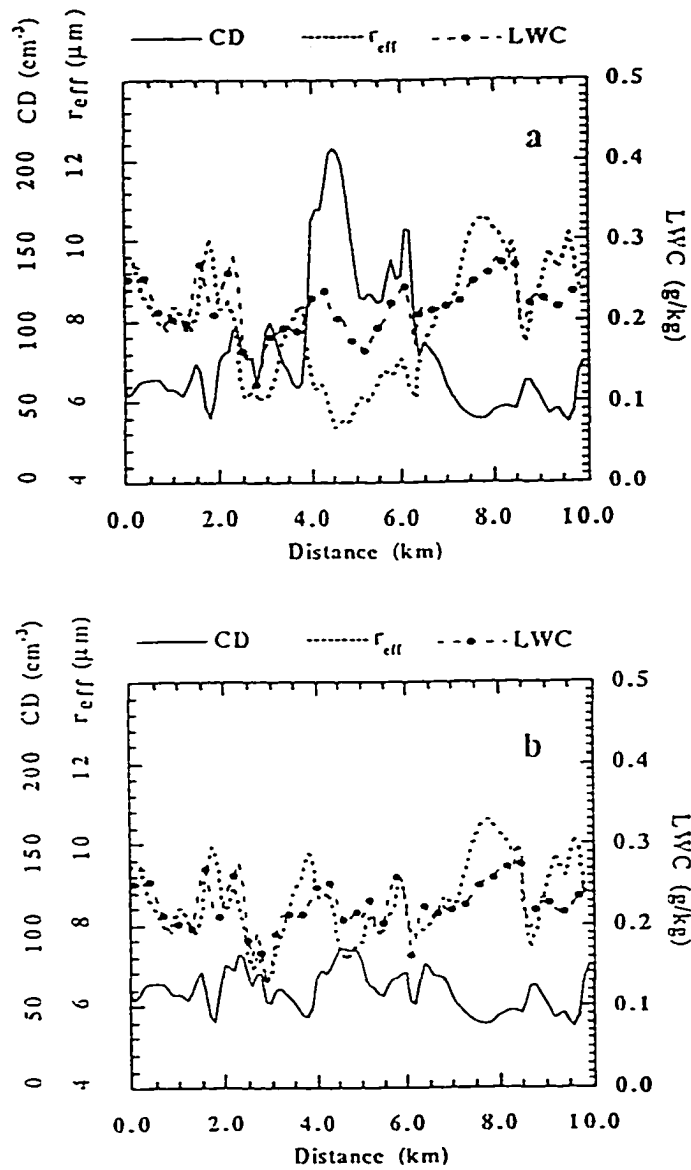 CD r_eff LWC
CD (cm⁻³)
r_eff (μm)
200 12
150 10
100 8
50 6
0 4
a
0.5
0.4
0.3
0.2
0.1
0.0
LWC (g/kg)
0.0 2.0 4.0 6.0 8.0 10.0
Distance (km)
CD r_eff LWC
CD (cm⁻³)
r_eff (μm)
200 12
150 10
100 8
50 6
0 4
b
0.5
0.4
0.3
0.2
0.1
0.0
LWC (g/kg)
0.0 2.0 4.0 6.0 8.0 10.0
Distance (km)